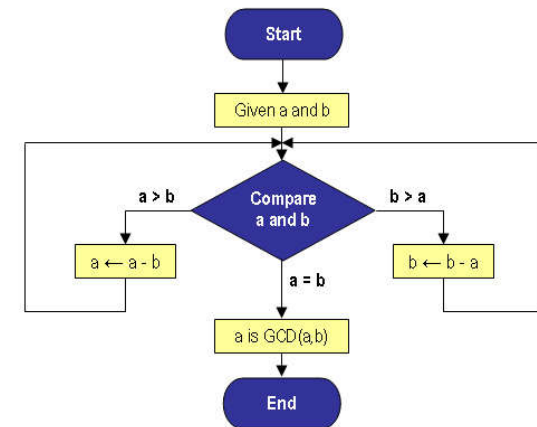 Start
Given a and b
a > b
Compare
a and b
b > a
a ← a - b
b ← b - a
a = b
a is GCD(a,b)
End